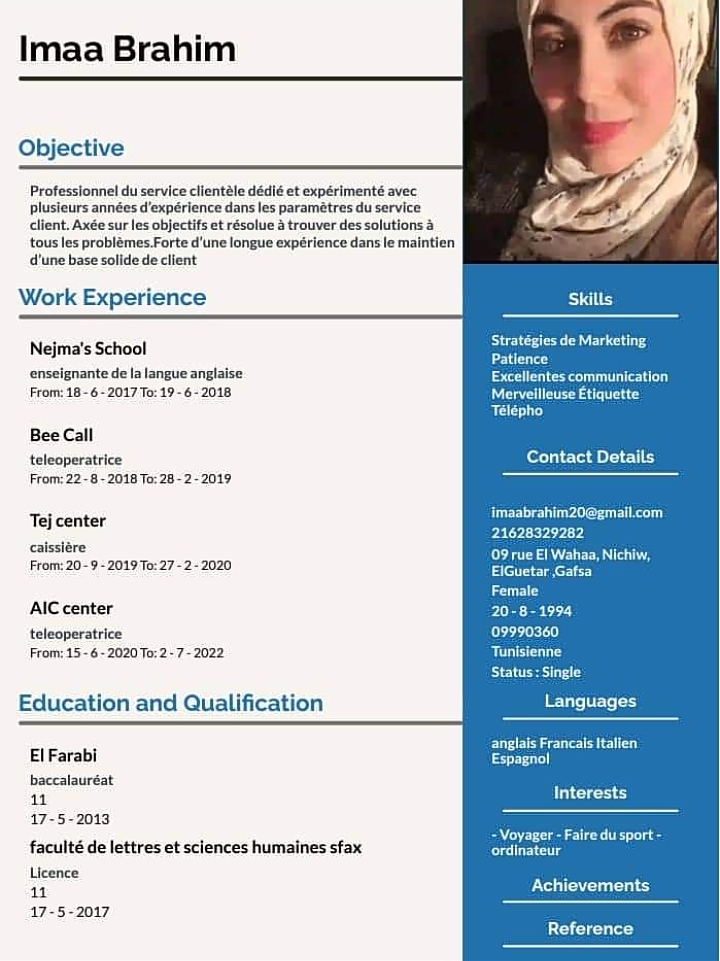 Imaa Brahim
Objective
Professionnel du service clientèle dédié et expérimenté avec
plusieurs années d'expérience dans les paramètres du service
client. Axée sur les objectifs et résolue à trouver des solutions à
tous les problèmes.Forte d'une longue expérience dans le maintien
d'une base solide de client
Work Experience
Nejma's School
enseignante de la langue anglaise
From: 18 - 6 - 2017 To: 19 - 6 - 2018
Bee Call
teleoperatrice
From: 22 - 8 - 2018 To: 28 - 2 - 2019
Tej center
caissière
From: 20 - 9 - 2019 To: 27 - 2 - 2020
AIC center
teleoperatrice
From: 15 - 6 - 2020 To: 2 - 7 - 2022
Education and Qualification
El Farabi
baccalauréat
11
17 - 5 - 2013
faculté de lettres et sciences humaines sfax
Licence
11
17 - 5 - 2017
Skills
Stratégies de Marketing
Patience
Excellentes communication
Merveilleuse Étiquette
Télépho
Contact Details
imaabrahim20@gmail.com
21628329282
09 rue El Wahaa, Nichiw,
ElGuetar ,Gafsa
Female
20 - 8 - 1994
09990360
Tunisienne
Status : Single
Languages
anglais Francais Italien
Espagnol
Interests
- Voyager - Faire du sport -
ordinateur
Achievements
Reference